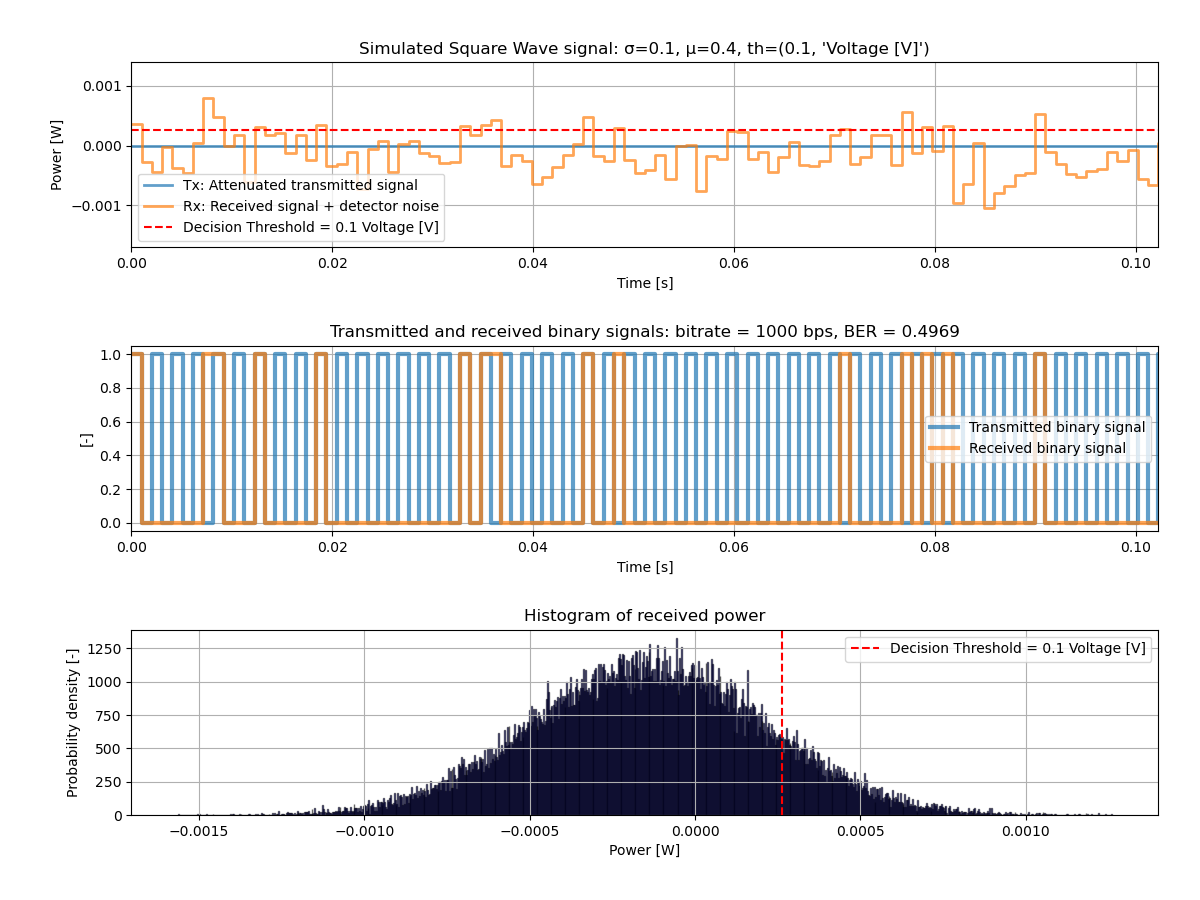 Simulated Square Wave signal: σ=0.1, μ=0.4, th=(0.1, 'Voltage [V]')
0.001
0.000
−0.001
Power [W]
Tx: Attenuated transmitted signal
Rx: Received signal + detector noise
Decision Threshold = 0.1 Voltage [V]
0.00 0.02 0.04 0.06 0.08 0.10
Time [s]
Transmitted and received binary signals: bitrate = 1000 bps, BER = 0.4969
1.0
0.8
0.6
0.4
0.2
0.0
[-]
Transmitted binary signal
Received binary signal
0.00 0.02 0.04 0.06 0.08 0.10
Time [s]
Histogram of received power
1250
1000
750
500
250
0
Probability density [-]
Decision Threshold = 0.1 Voltage [V]
−0.0015 −0.0010 −0.0005 0.0000 0.0005 0.0010
Power [W]